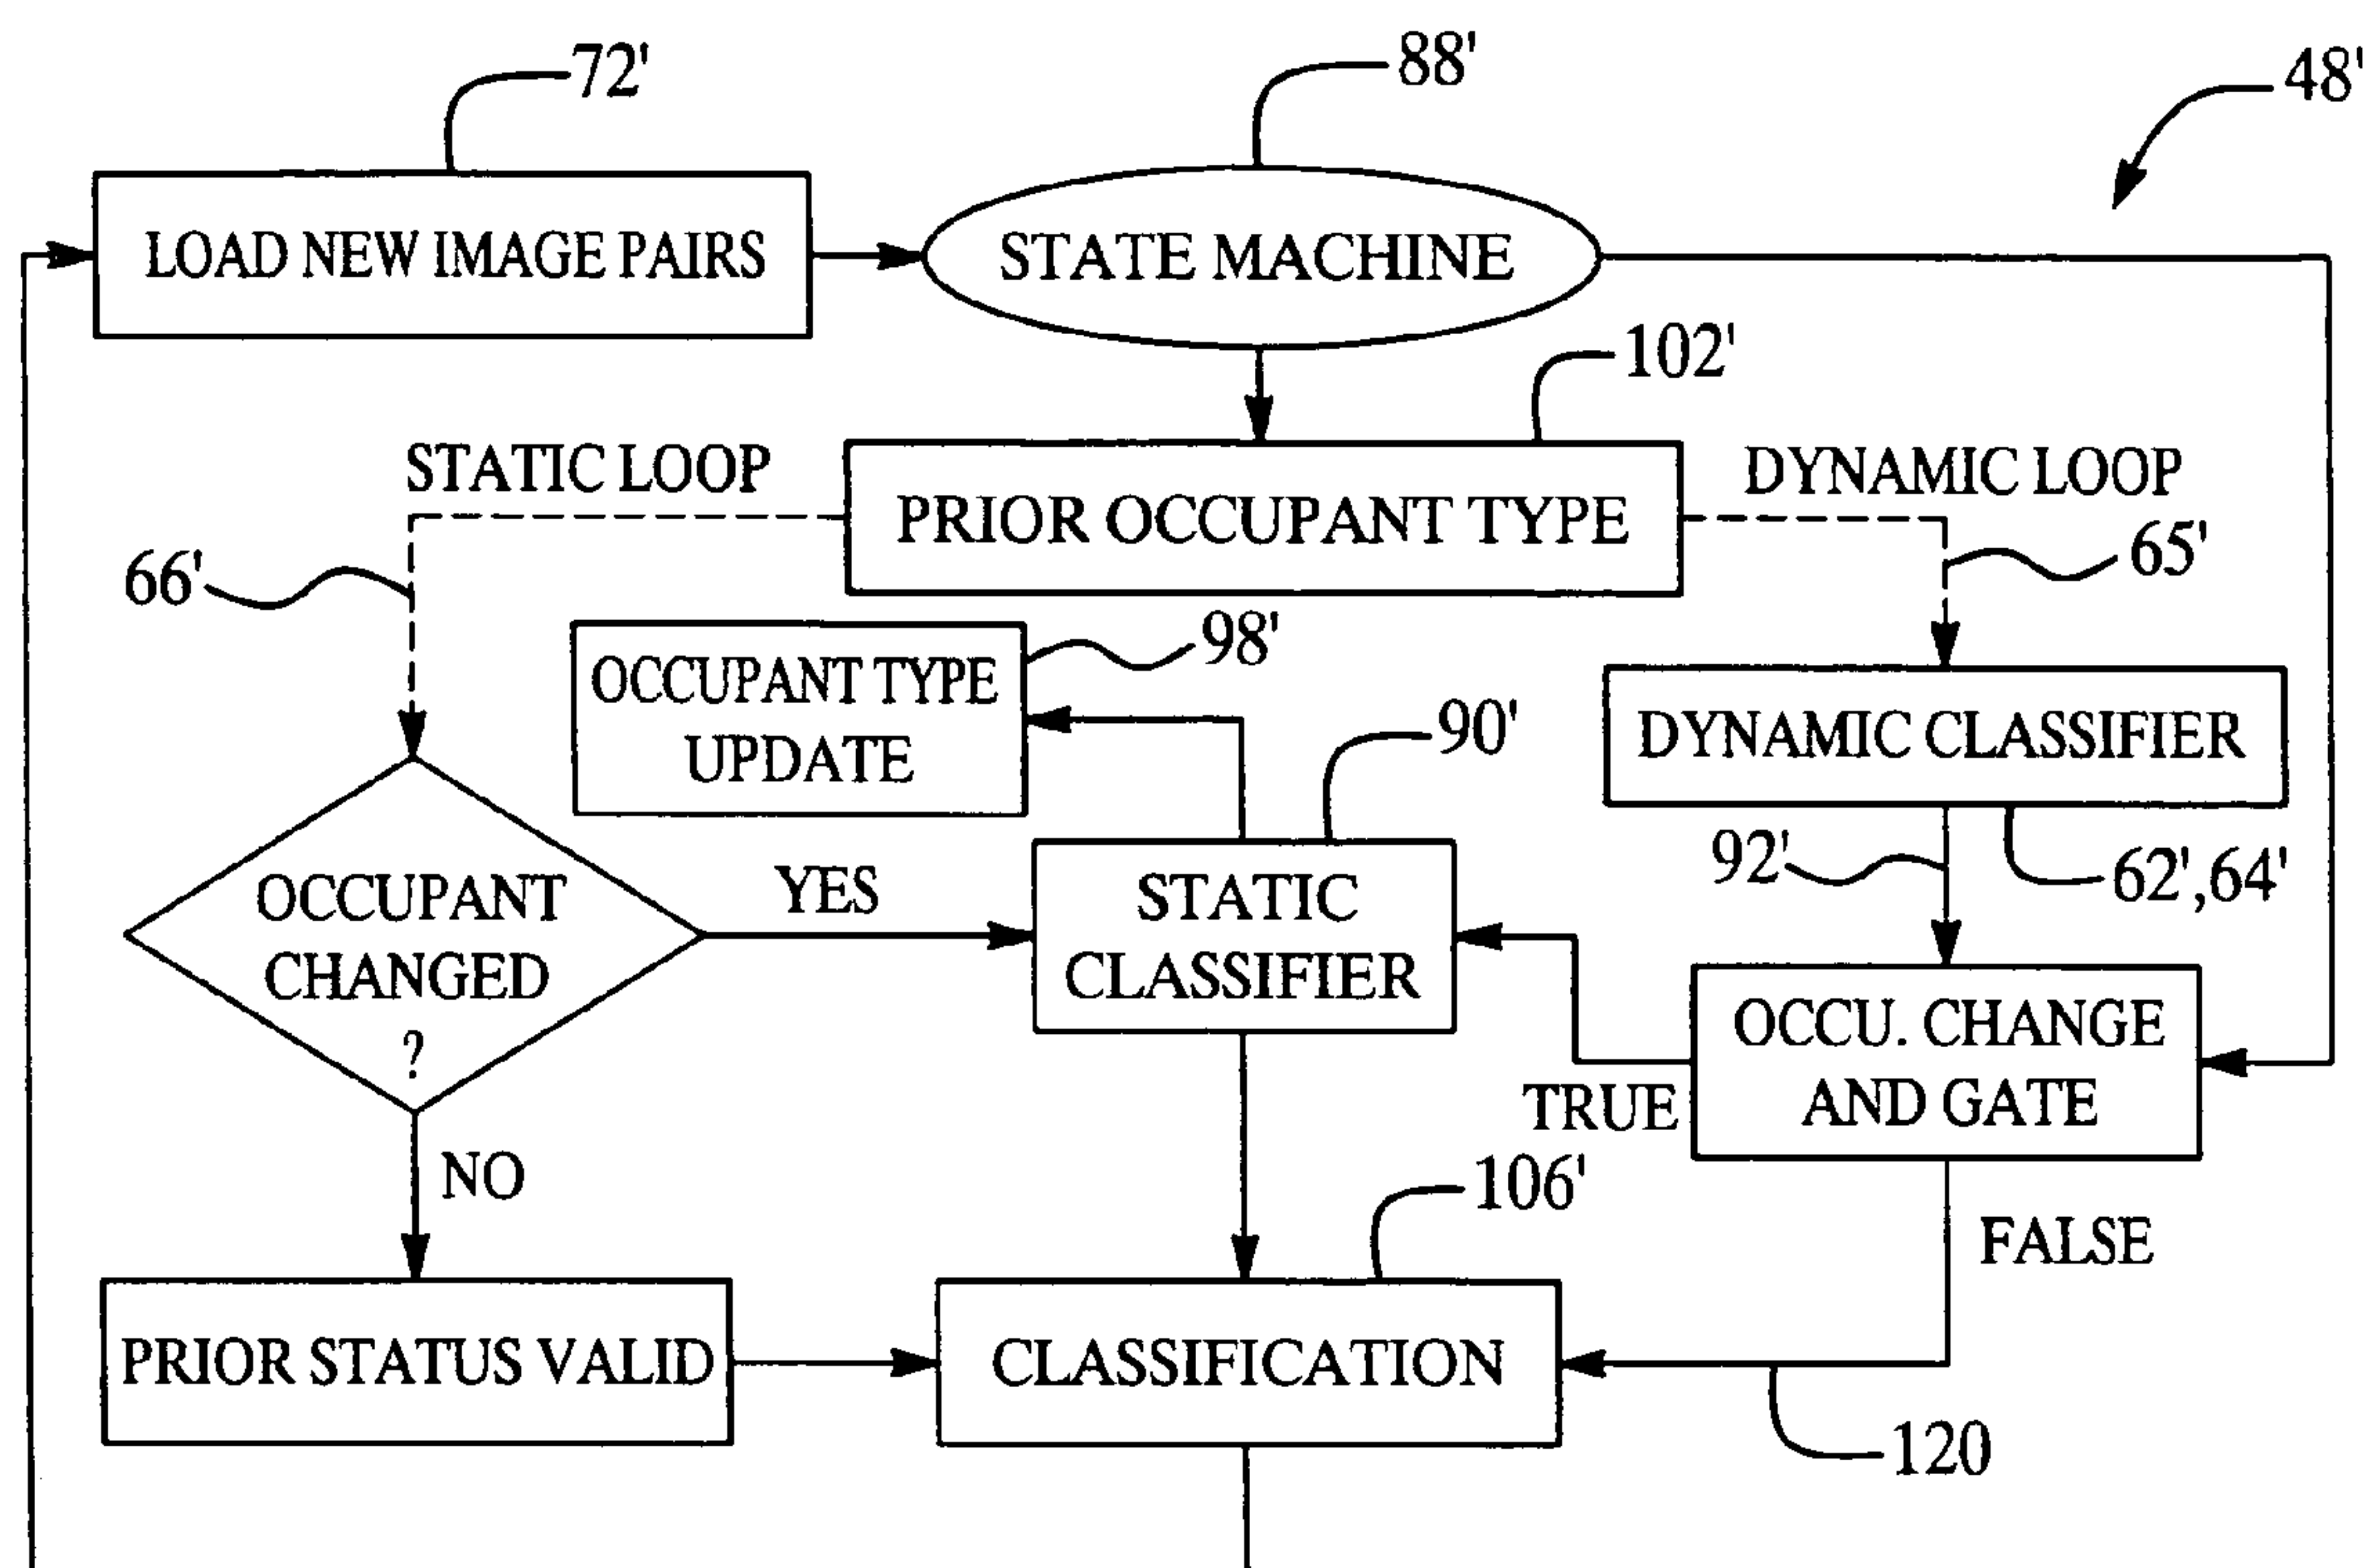 72'
88'
48'
LOAD NEW IMAGE PAIRS
STATE MACHINE
102'
STATIC LOOP
PRIOR OCCUPANT TYPE
DYNAMIC LOOP
66'
65'
98'
OCCUPANT TYPE
UPDATE
90'
DYNAMIC CLASSIFIER
92'
62',64'
OCCUPANT
CHANGED
?
YES
STATIC
CLASSIFIER
OCCU. CHANGE
AND GATE
TRUE
NO
106'
FALSE
PRIOR STATUS VALID
CLASSIFICATION
120